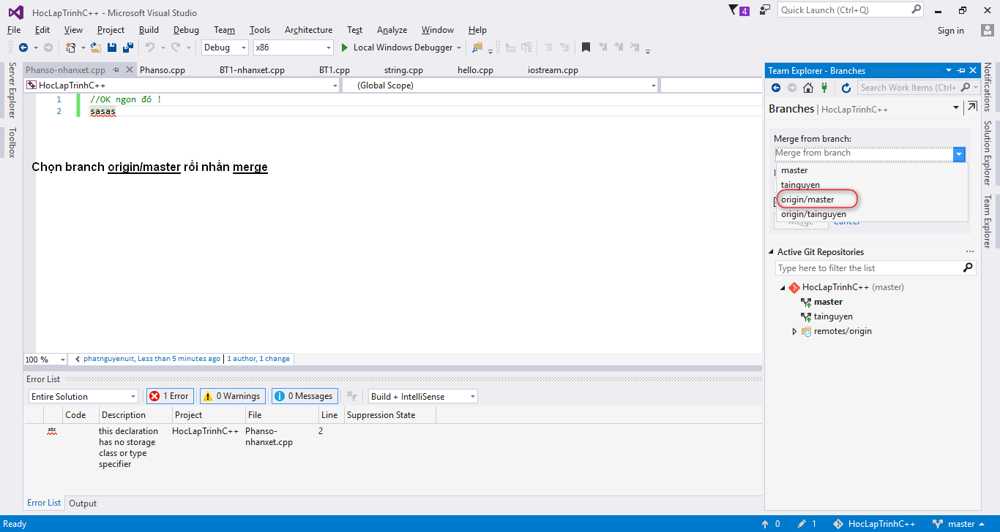 HocLapTrinhC++ - Microsoft Visual Studio
4
Quick Launch (Ctrl+Q)
File Edit View Project Build Debug Team Tools Architecture Test Analyze Window Help
Sign in
Debug x86 Local Windows Debugger
Server Explorer
Toolbox
Phanso-nhanxet.cpp Phanso.cpp BT1-nhanxet.cpp BT1.cpp string.cpp hello.cpp iostream.cpp
HocLapTrinhC++ (Global Scope)
1 //OK ngon đó !
2 sasas
Chọn branch origin/master rồi nhấn merge
100 % phatnguyenuit, Less than 5 minutes ago | 1 author, 1 change
Error List
Entire Solution 1 Error 0 Warnings 0 Messages Build + IntelliSense
Code Description Project File Line Suppression State
abc this declaration has no storage class or type specifier HocLapTrinhC++ Phanso-nhanxet.cpp 2
Error List Output
Team Explorer - Branches
Search Work Items (Ctrl+
Branches | HocLapTrinhC++
Merge from branch:
Merge from branch
master
tainguyen
origin/master
origin/tainguyen
Merge Cancel
Active Git Repositories
Type here to filter the list
HocLapTrinhC++ (master)
master
tainguyen
remotes/origin
Notifications
Solution Explorer
Team Explorer
Ready 0 1 HocLapTrinhC++ master